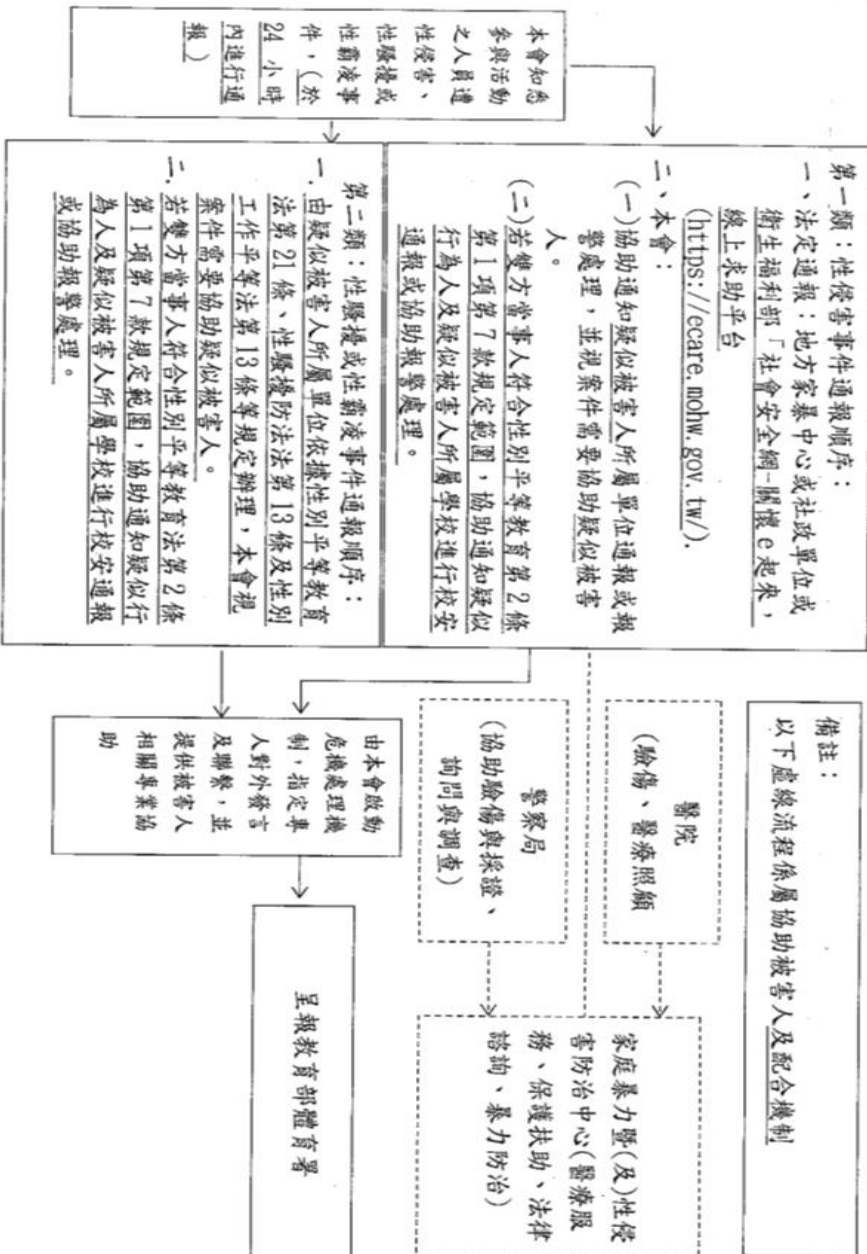 本會知悉
參與活動
之人員遭
性侵害、
性騷擾或
性霸凌事
件，（於
24 小時
內進行通
報）
第一類：性侵害事件通報順序：
一、法定通報：地方家暴中心或社政單位或
衛生福利部「社會安全網-關懷 e 起來，
線上求助平台
(https://ecare.mohw.gov.tw/).
二、本會：
(一)協助通知疑似被害人所屬單位通報或報
警處理，並視案件需要協助疑似被害
人。
(二)若雙方當事人符合性別平等教育第 2 條
第 1 項第 7 款規定範圍，協助通知疑似
行為人及疑似被害人所屬學校進行校安
通報或協助報警處理。
第二類：性騷擾或性霸凌事件通報順序：
一. 由疑似被害人所屬單位依據性別平等教育
法第 21 條、性騷擾防法法第 13 條及性別
工作平等法第 13 條等規定辦理，本會視
案件需要協助疑似被害人。
二. 若雙方當事人符合性別平等教育法第 2 條
第 1 項第 7 款規定範圍，協助通知疑似行
為人及疑似被害人所屬學校進行校安通報
或協助報警處理。
備註：
以下虛線流程係屬協助被害人及配合機制
醫院
(驗傷、醫療照顧
警察局
(協助驗傷與採證、
詢問與調查)
家庭暴力暨(及)性侵
害防治中心(醫療服
務、保護扶助、法律
諮詢、暴力防治)
由本會啟動
危機處理機
制，指定專
人對外發言
及聯繫，並
提供被害人
相關專業協
助
呈報教育部體育署